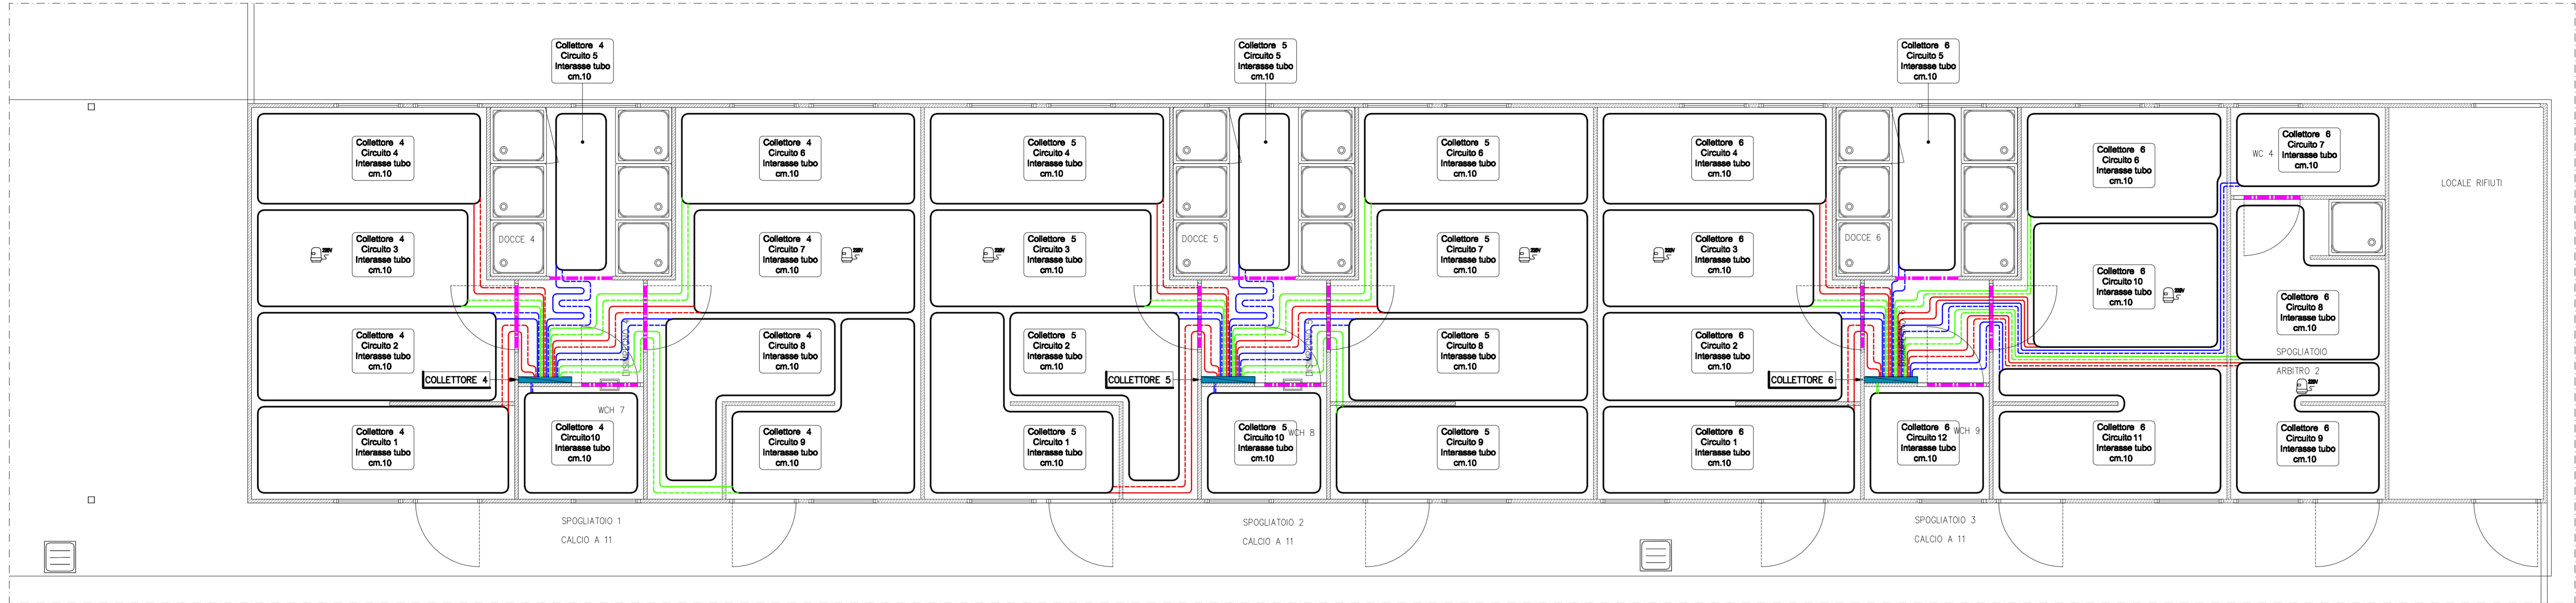 Collettore 4
Circuito 5
Interasse tubo
cm.10
Collettore 5
Circuito 5
Interasse tubo
cm.10
Collettore 6
Circuito 5
Interasse tubo
cm.10
Collettore 4
Circuito 4
Interasse tubo
cm.10
Collettore 4
Circuito 6
Interasse tubo
cm.10
Collettore 5
Circuito 4
Interasse tubo
cm.10
Collettore 5
Circuito 6
Interasse tubo
cm.10
Collettore 6
Circuito 4
Interasse tubo
cm.10
Collettore 6
Circuito 6
Interasse tubo
cm.10
WC 4
Collettore 6
Circuito 7
Interasse tubo
cm.10
LOCALE RIFIUTI
220V
Collettore 4
Circuito 3
Interasse tubo
cm.10
DOCCE 4
Collettore 4
Circuito 7
Interasse tubo
cm.10
220V
220V
Collettore 5
Circuito 3
Interasse tubo
cm.10
DOCCE 5
Collettore 5
Circuito 7
Interasse tubo
cm.10
220V
220V
Collettore 6
Circuito 3
Interasse tubo
cm.10
DOCCE 6
Collettore 6
Circuito 10
Interasse tubo
cm.10
220V
Collettore 6
Circuito 8
Interasse tubo
cm.10
Collettore 4
Circuito 2
Interasse tubo
cm.10
Collettore 4
Circuito 8
Interasse tubo
cm.10
Collettore 5
Circuito 2
Interasse tubo
cm.10
Collettore 5
Circuito 8
Interasse tubo
cm.10
Collettore 6
Circuito 2
Interasse tubo
cm.10
SPOGLIATOIO
ARBITRO 2
220V
COLLETTORE 4
COLLETTORE 5
COLLETTORE 6
WCH 7
WCH 8
WCH 9
Collettore 4
Circuito 1
Interasse tubo
cm.10
Collettore 4
Circuito10
Interasse tubo
cm.10
Collettore 4
Circuito 9
Interasse tubo
cm.10
Collettore 5
Circuito 1
Interasse tubo
cm.10
Collettore 5
Circuito 10
Interasse tubo
cm.10
Collettore 5
Circuito 9
Interasse tubo
cm.10
Collettore 6
Circuito 1
Interasse tubo
cm.10
Collettore 6
Circuito 12
Interasse tubo
cm.10
Collettore 6
Circuito 11
Interasse tubo
cm.10
Collettore 6
Circuito 9
Interasse tubo
cm.10
SPOGLIATOIO 1
CALCIO A 11
SPOGLIATOIO 2
CALCIO A 11
SPOGLIATOIO 3
CALCIO A 11